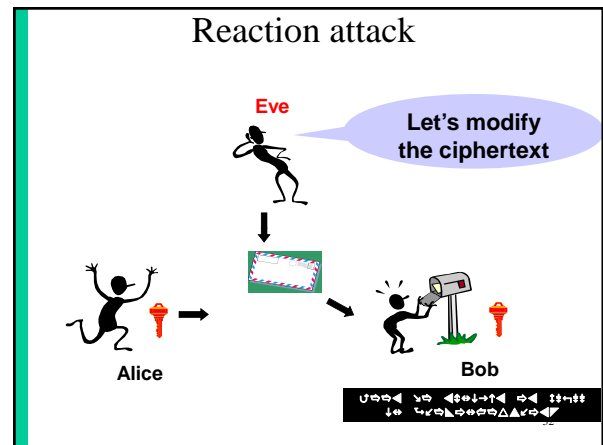 Reaction attack
Eve
Let's modify
the ciphertext
Alice
Bob